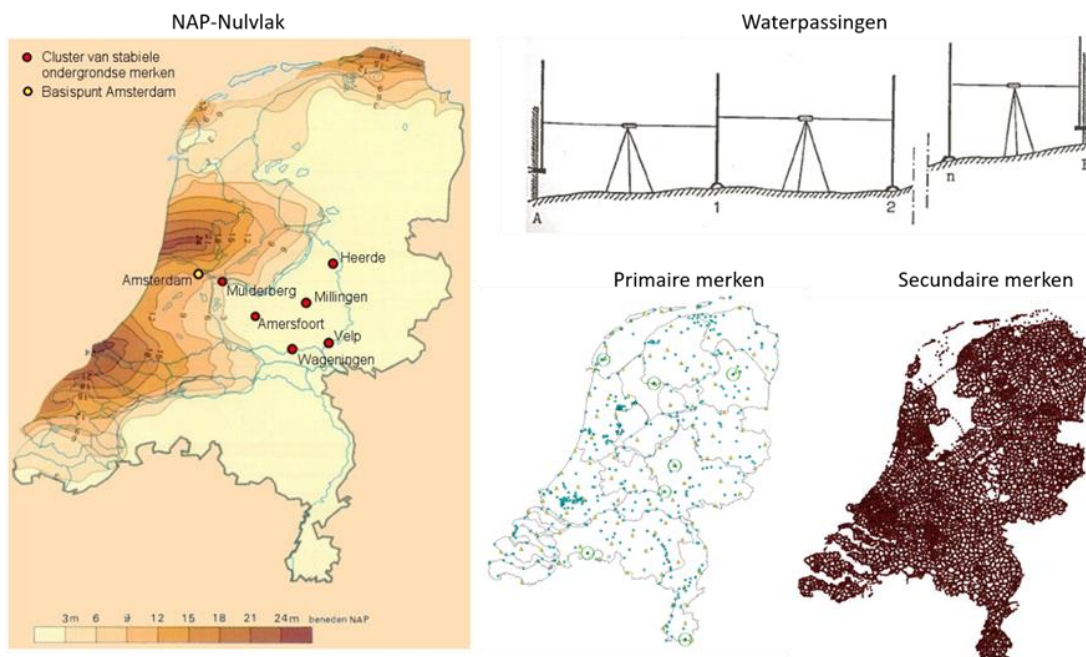 NAP-Nulvlak
Cluster van stabiele
ondergrondse merken
Basispunt Amsterdam
Heerde
Amsterdam
Mulderberg
Millingen
Amersfoort
Velp
Wageningen
3m 6 9 12 15 18 21 24m beneden NAP
Waterpassingen
A
1
2
n
Primaire merken
Secundaire merken